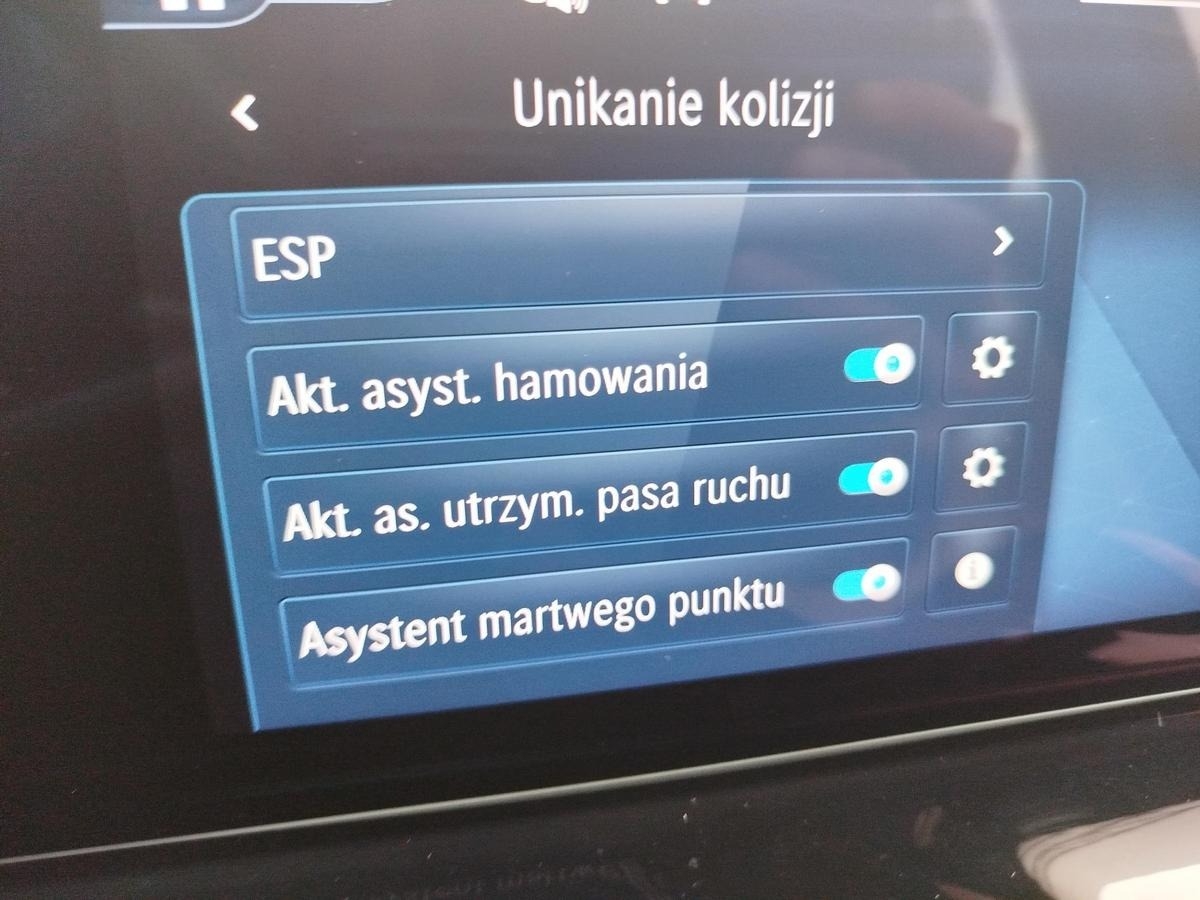 Unikanie kolizji
ESP
Akt. asyst. hamowania
Akt. as. utrzym. pasa ruchu
Asystent martwego punktu